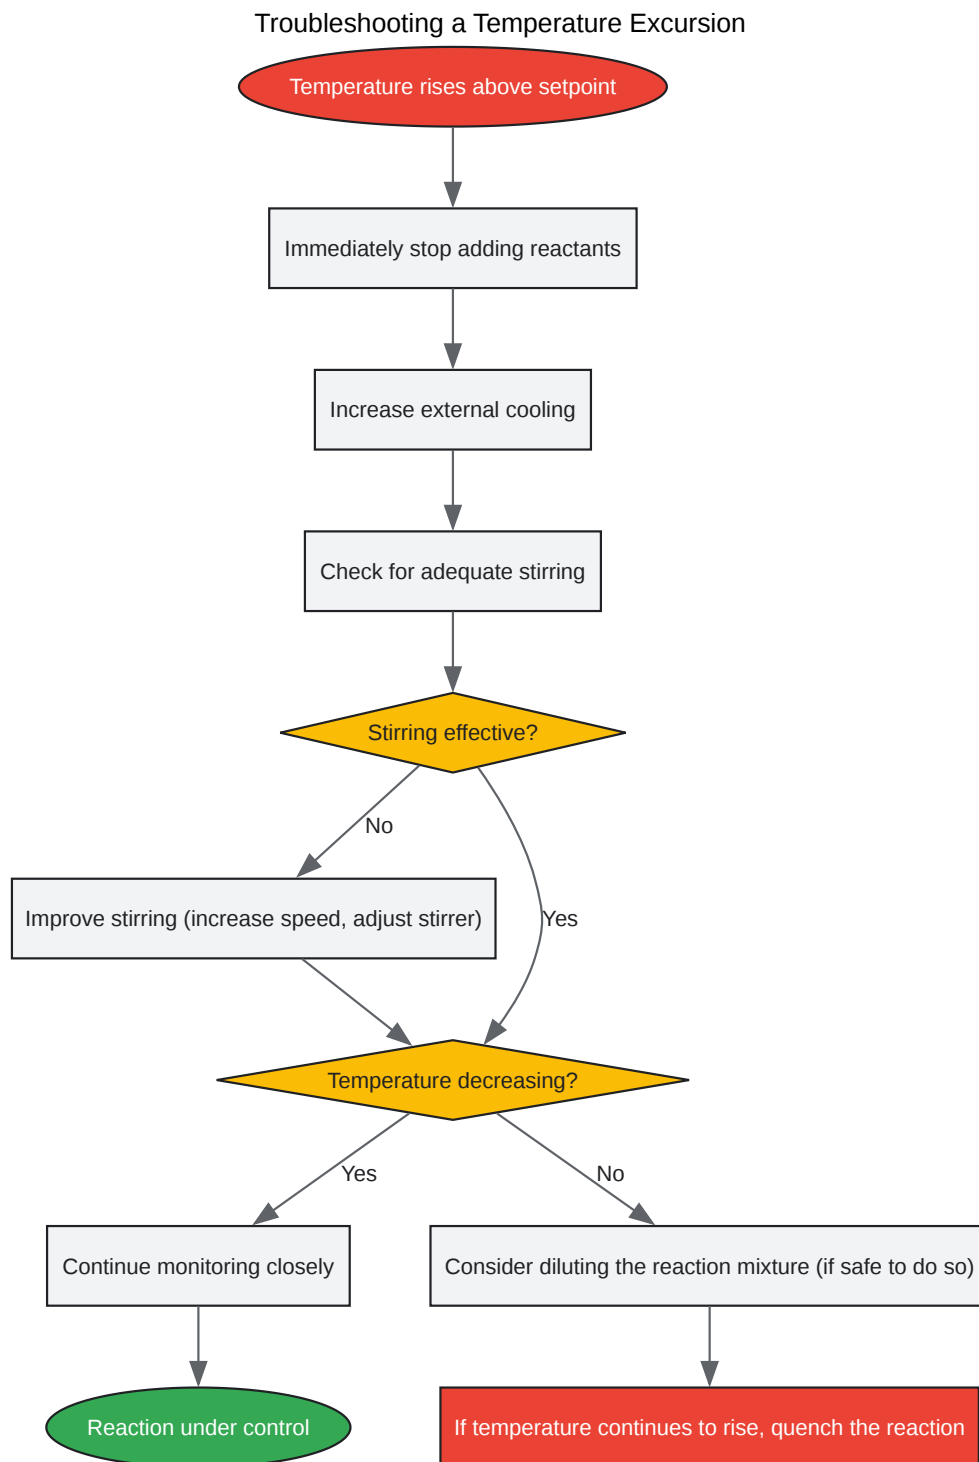 Troubleshooting a Temperature Excursion
Temperature rises above setpoint
Immediately stop adding reactants
Increase external cooling
Check for adequate stirring
Stirring effective?
No
Improve stirring (increase speed, adjust stirrer)
Yes
Temperature decreasing?
Yes
No
Continue monitoring closely
Consider diluting the reaction mixture (if safe to do so)
Reaction under control
If temperature continues to rise, quench the reaction